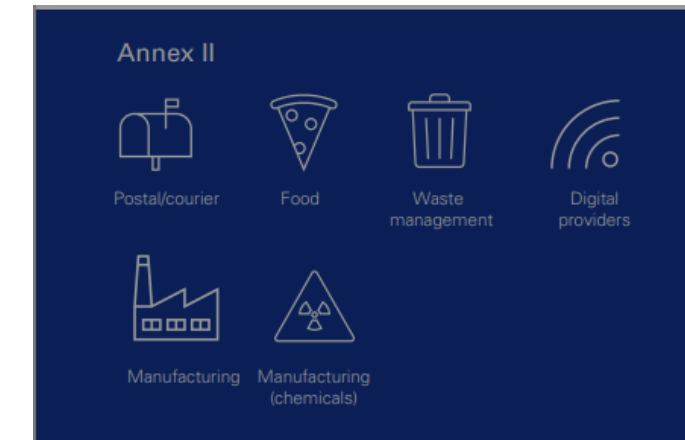 Annex II
Postal/courier
Food
Waste
management
Digital
providers
Manufacturing
Manufacturing
(chemicals)